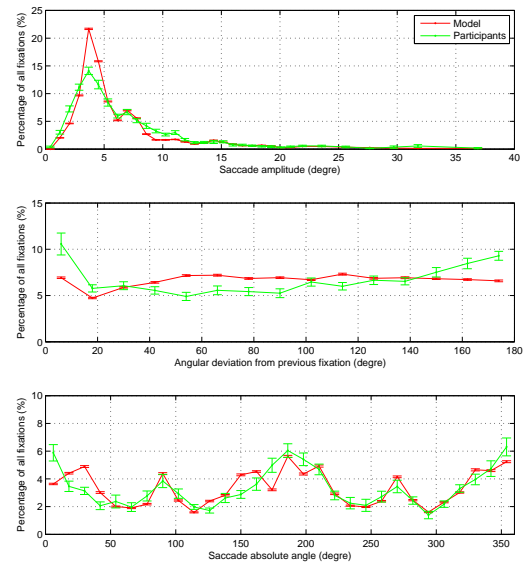 25
20
15
10
5
0
Percentage of all fixations (%)
Model
Participants
0 5 10 15 20 25 30 35 40
Saccade amplitude (degre)
15
10
5
0
Percentage of all fixations (%)
0 20 40 60 80 100 120 140 160 180
Angular deviation from previous fixation (degre)
10
8
6
4
2
0
Percentage of all fixations (%)
0 50 100 150 200 250 300 350
Saccade absolute angle (degre)